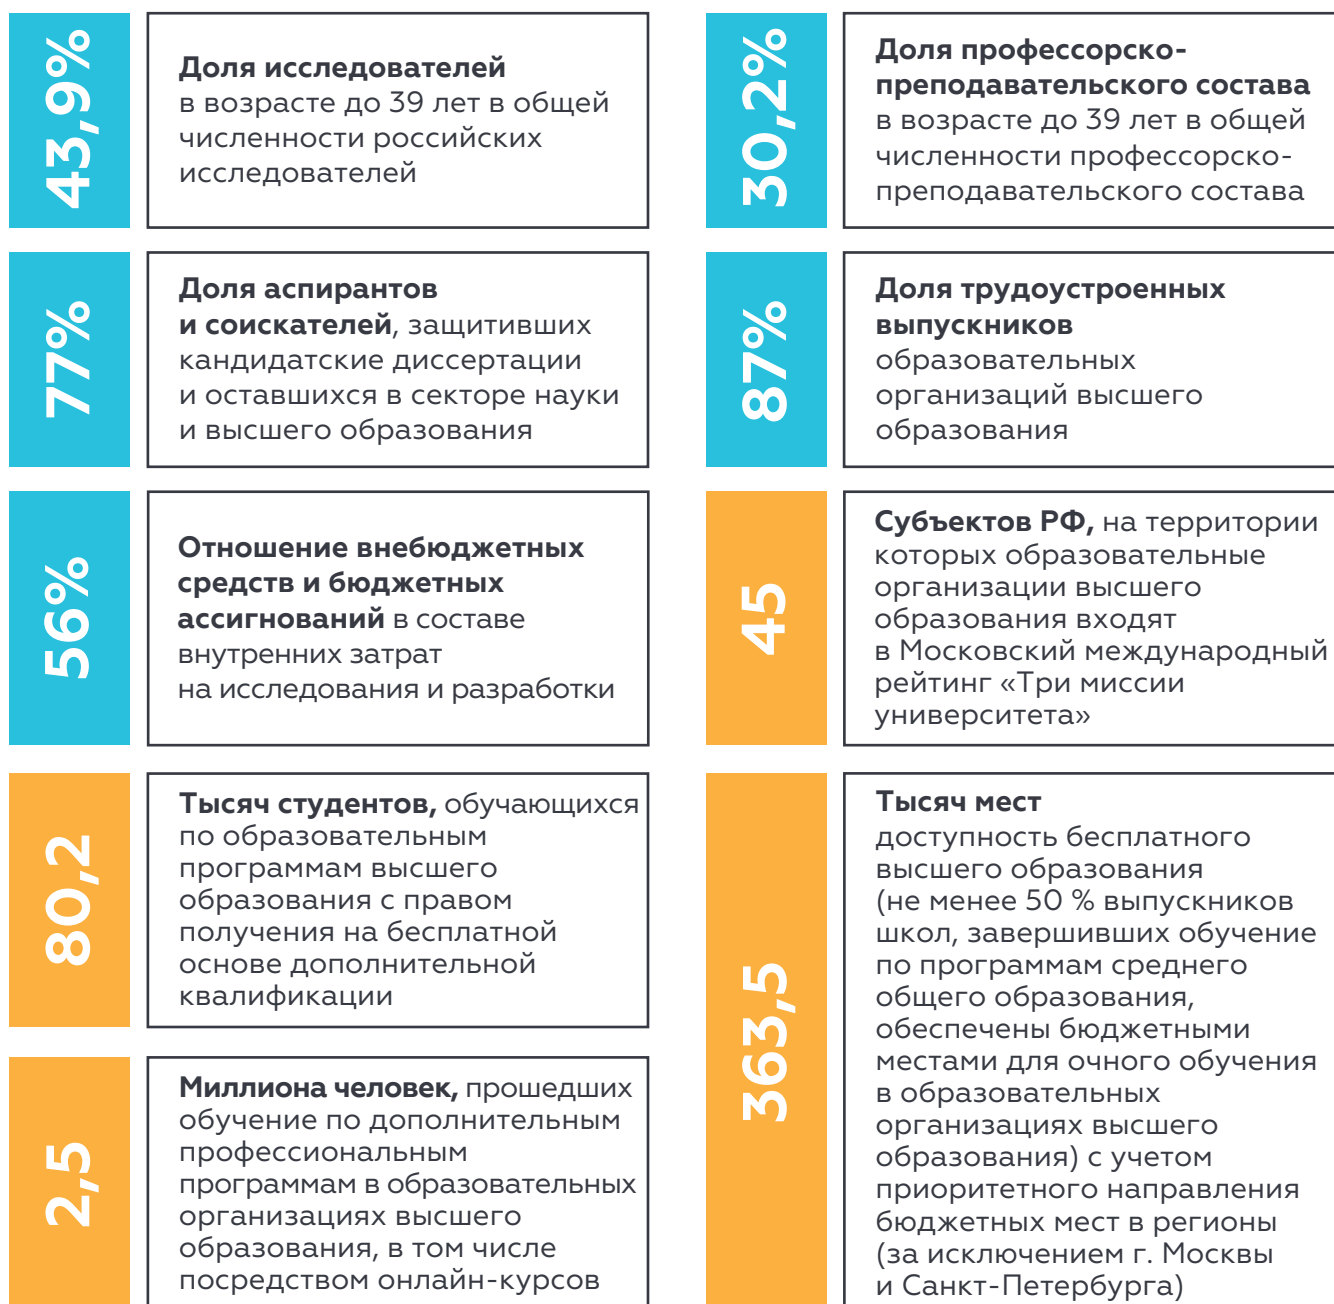 43,9%
Доля исследователей
в возрасте до 39 лет в общей
численности российских
исследователей
30,2%
Доля профессорско-
преподавательского состава
в возрасте до 39 лет в общей
численности профессорско-
преподавательского состава
77%
Доля аспирантов
и соискателей, защитивших
кандидатские диссертации
и оставшихся в секторе науки
и высшего образования
87%
Доля трудоустроенных
выпускников
образовательных
организаций высшего
образования
56%
Отношение внебюджетных
средств и бюджетных
ассигнований в составе
внутренних затрат
на исследования и разработки
45
Субъектов РФ, на территории
которых образовательные
организации высшего
образования входят
в Московский международный
рейтинг «Три миссии
университета»
80,2
Тысяч студентов, обучающихся
по образовательным
программам высшего
образования с правом
получения на бесплатной
основе дополнительной
квалификации
363,5
Тысяч мест
доступность бесплатного
высшего образования
(не менее 50 % выпускников
школ, завершивших обучение
по программам среднего
общего образования,
обеспечены бюджетными
местами для очного обучения
в образовательных
организациях высшего
образования) с учетом
приоритетного направления
бюджетных мест в регионы
(за исключением г. Москвы
и Санкт-Петербурга)
2,5
Миллиона человек, прошедших
обучение по дополнительным
профессиональным
программам в образовательных
организациях высшего
образования, в том числе
посредством онлайн-курсов